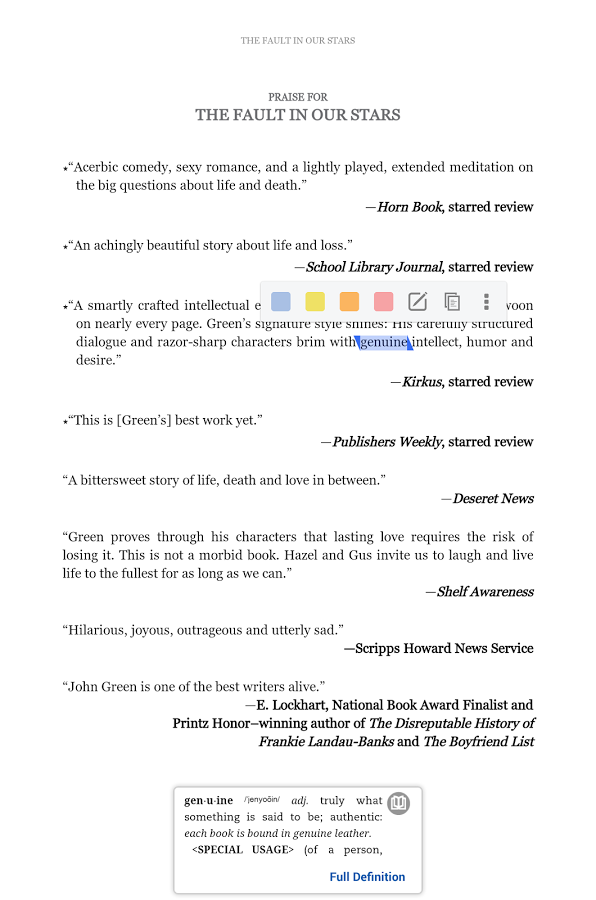 THE FAULT IN OUR STARS
PRAISE FOR
THE FAULT IN OUR STARS
⋆“Acerbic comedy, sexy romance, and a lightly played, extended meditation on
the big questions about life and death.”
—Horn Book, starred review
⋆“An achingly beautiful story about life and loss.”
—School Library Journal, starred review
⋆“A smartly crafted intellectual
on nearly every page. Green’s signature style shines: His carefully structured
dialogue and razor-sharp characters brim with genuine intellect, humor and
desire.”
—Kirkus, starred review
⋆“This is [Green’s] best work yet.”
—Publishers Weekly, starred review
“A bittersweet story of life, death and love in between.”
—Deseret News
“Green proves through his characters that lasting love requires the risk of
losing it. This is not a morbid book. Hazel and Gus invite us to laugh and live
life to the fullest for as long as we can.”
—Shelf Awareness
“Hilarious, joyous, outrageous and utterly sad.”
—Scripps Howard News Service
“John Green is one of the best writers alive.”
—E. Lockhart, National Book Award Finalist and
Printz Honor–winning author of The Disreputable History of
Frankie Landau-Banks and The Boyfriend List
gen·u·ine /ˈjenyo͞oin/ adj. truly what
something is said to be; authentic:
each book is bound in genuine leather.
<SPECIAL USAGE> (of a person,
Full Definition